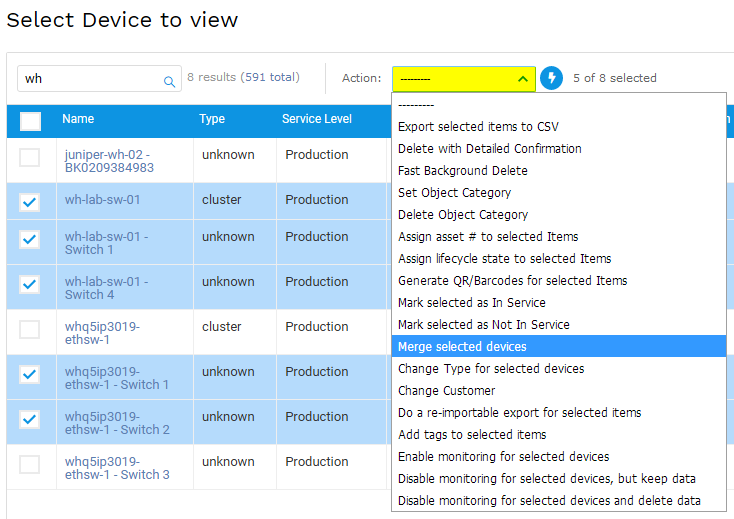 Select Device to view
wh
8 results (591 total)
Action:
---------
5 of 8 selected
Name
Type
Service Level
juniper-wh-02 -
BK0209384983
unknown
Production
wh-lab-sw-01
cluster
Production
wh-lab-sw-01 -
Switch 1
unknown
Production
wh-lab-sw-01 -
Switch 4
unknown
Production
whq5ip3019-
ethsw-1
cluster
Production
whq5ip3019-
ethsw-1 - Switch 1
unknown
Production
whq5ip3019-
ethsw-1 - Switch 2
unknown
Production
whq5ip3019-
ethsw-1 - Switch 3
unknown
Production
---------
Export selected items to CSV
Delete with Detailed Confirmation
Fast Background Delete
Set Object Category
Delete Object Category
Assign asset # to selected Items
Assign lifecycle state to selected Items
Generate QR/Barcodes for selected Items
Mark selected as In Service
Mark selected as Not In Service
Merge selected devices
Change Type for selected devices
Change Customer
Do a re-importable export for selected items
Add tags to selected items
Enable monitoring for selected devices
Disable monitoring for selected devices, but keep data
Disable monitoring for selected devices and delete data